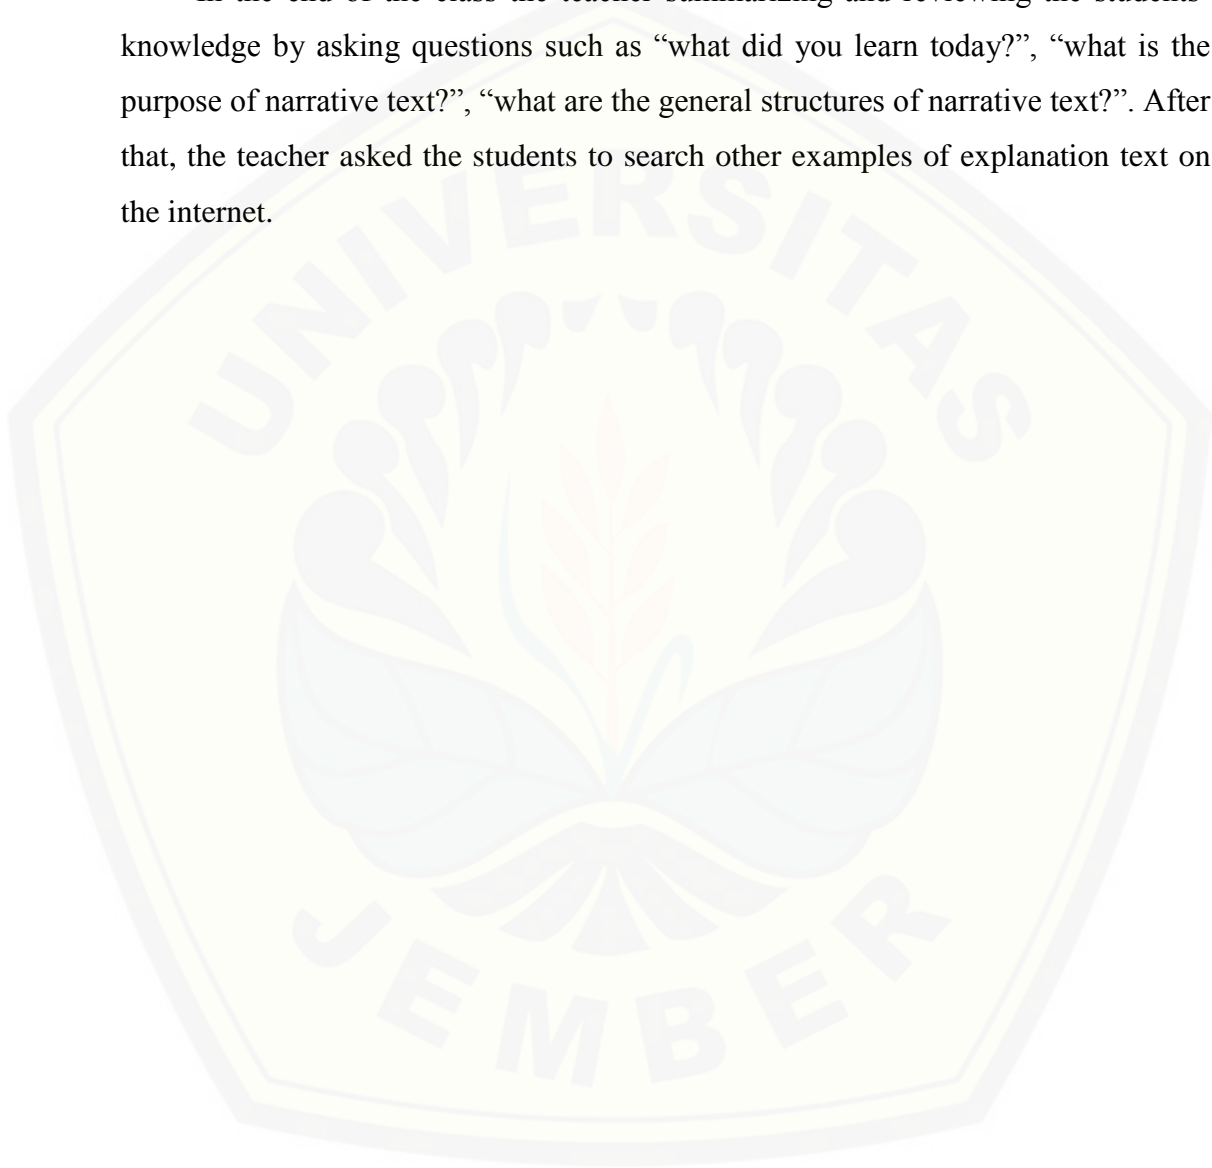 In the end of the class the teacher summarizing and reviewing the students'
knowledge by asking questions such as “what did you learn today?”, “what is the
purpose of narrative text?”, “what are the general structures of narrative text?”. After
that, the teacher asked the students to search other examples of explanation text on
the internet.
UNIVERSITAS
JEMBER